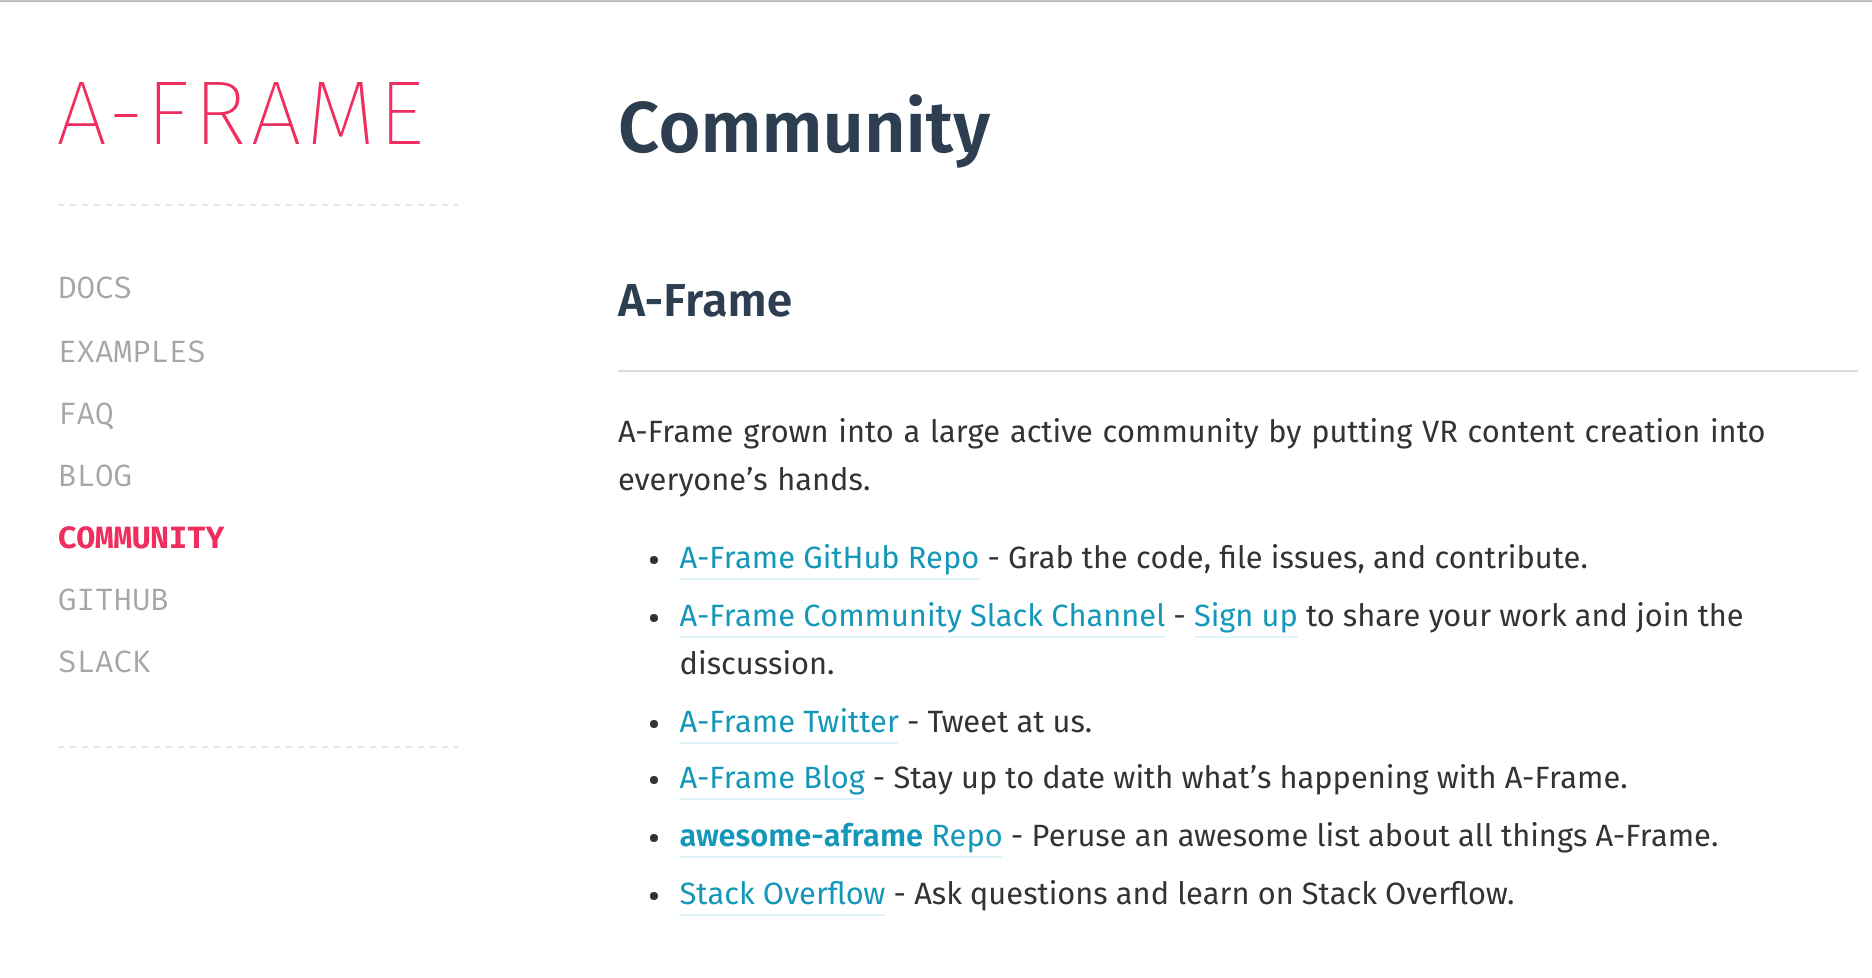 A-FRAME
DOCS
EXAMPLES
FAQ
BLOG
COMMUNITY
GITHUB
SLACK
Community
A-Frame
A-Frame grown into a large active community by putting VR content creation into
everyone’s hands.
• A-Frame GitHub Repo - Grab the code, file issues, and contribute.
• A-Frame Community Slack Channel - Sign up to share your work and join the
discussion.
• A-Frame Twitter - Tweet at us.
• A-Frame Blog - Stay up to date with what’s happening with A-Frame.
• awesome-aframe Repo - Peruse an awesome list about all things A-Frame.
• Stack Overflow - Ask questions and learn on Stack Overflow.